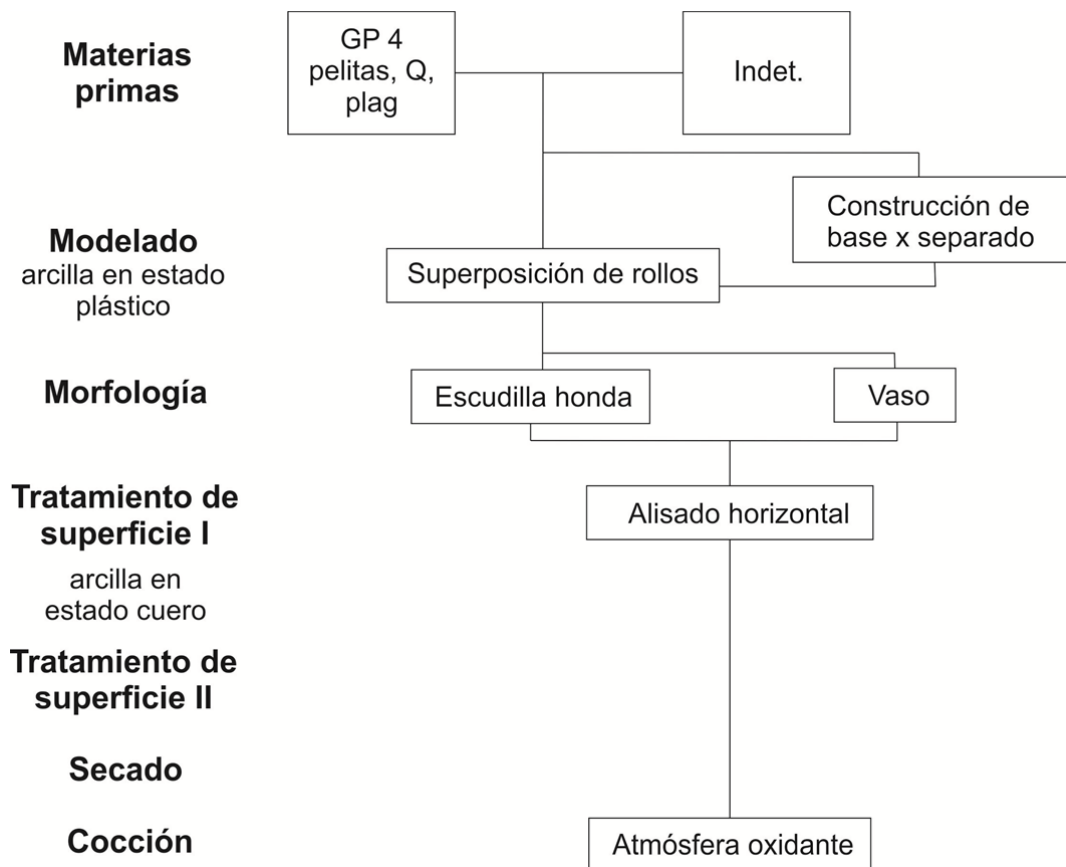 Materias
primas
GP 4
pelitas, Q,
plag
Indet.
Construcción de
base x separado
Modelado
arcilla en estado
plástico
Superposición de rollos
Morfología
Escudilla honda
Vaso
Tratamiento de
superficie I
arcilla en
estado cuero
Alisado horizontal
Tratamiento de
superficie II
Secado
Cocción
Atmósfera oxidante